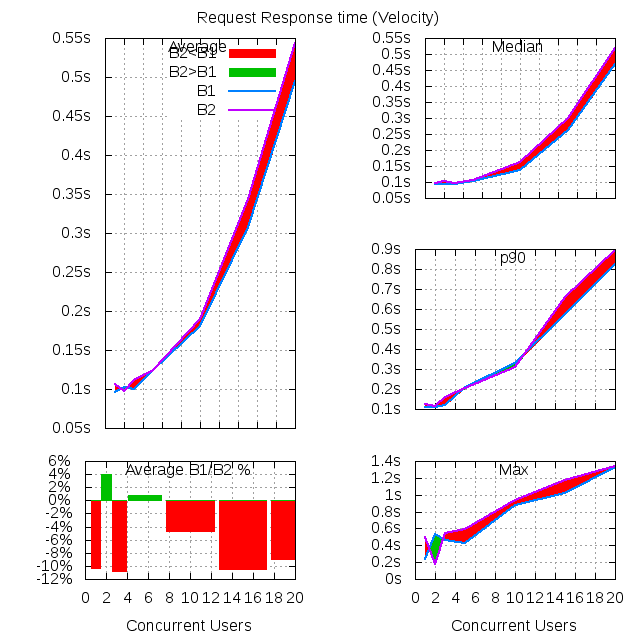 Request Response time (Velocity)
0.55s
0.5s
0.45s
0.4s
0.35s
0.3s
0.25s
0.2s
0.15s
0.1s
0.05s
Average
B2<B1
B2>B1
B1
B2
0.55s
0.5s
0.45s
0.4s
0.35s
0.3s
0.25s
0.2s
0.15s
0.1s
0.05s
Median
0.9s
0.8s
0.7s
0.6s
0.5s
0.4s
0.3s
0.2s
0.1s
p90
6%
4%
2%
0%
-2%
-4%
-6%
-8%
-10%
-12%
Average B1/B2 %
0 2 4 6 8 10 12 14 16 18 20
Concurrent Users
1.4s
1.2s
1s
0.8s
0.6s
0.4s
0.2s
0s
Max
0 2 4 6 8 10 12 14 16 18 20
Concurrent Users